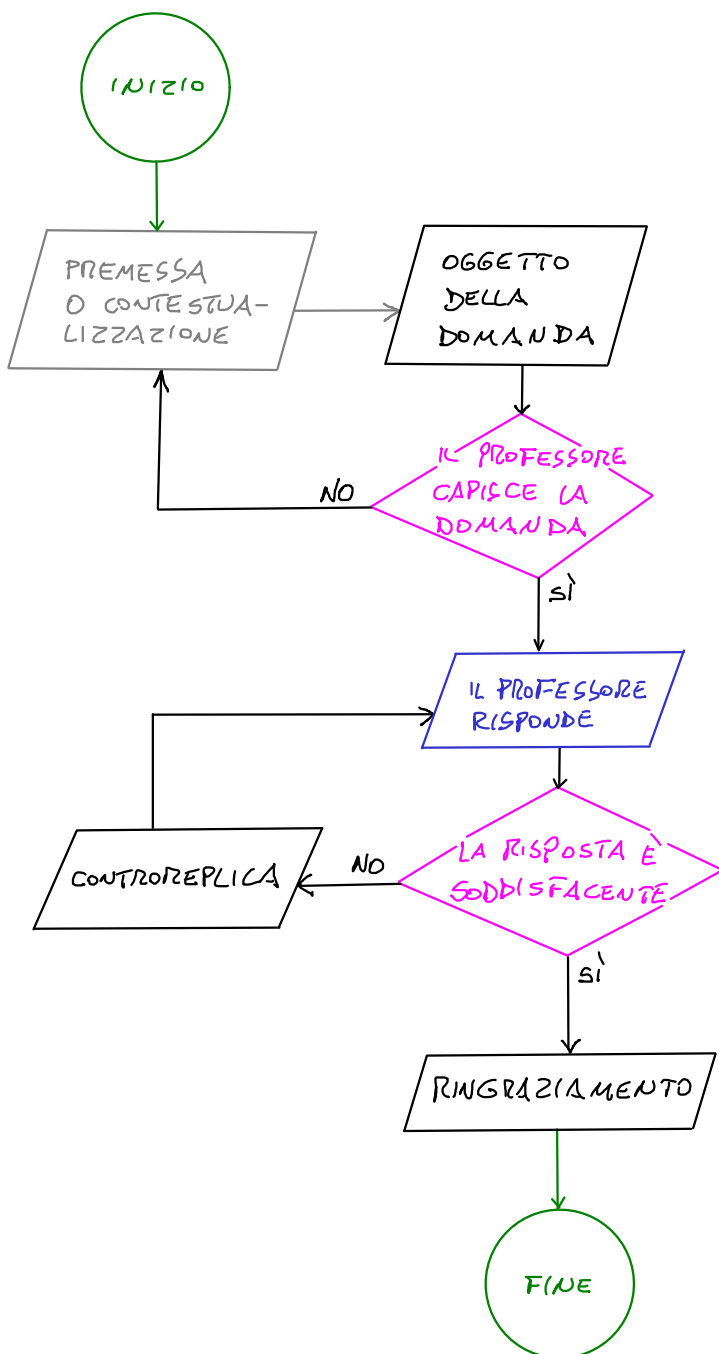 INIZIO
PREMESSA
O CONTESTUA-
LIZZAZIONE
OGGETTO
DELLA
DOMANDA
IL PROFESSORE
CAPISCE LA
DOMANDA
NO
SÌ
IL PROFESSORE
RISPONDE
LA RISPOSTA È
SODDISFACENTE
NO
CONTROREPLICA
SÌ
RINGRAZIAMENTO
FINE